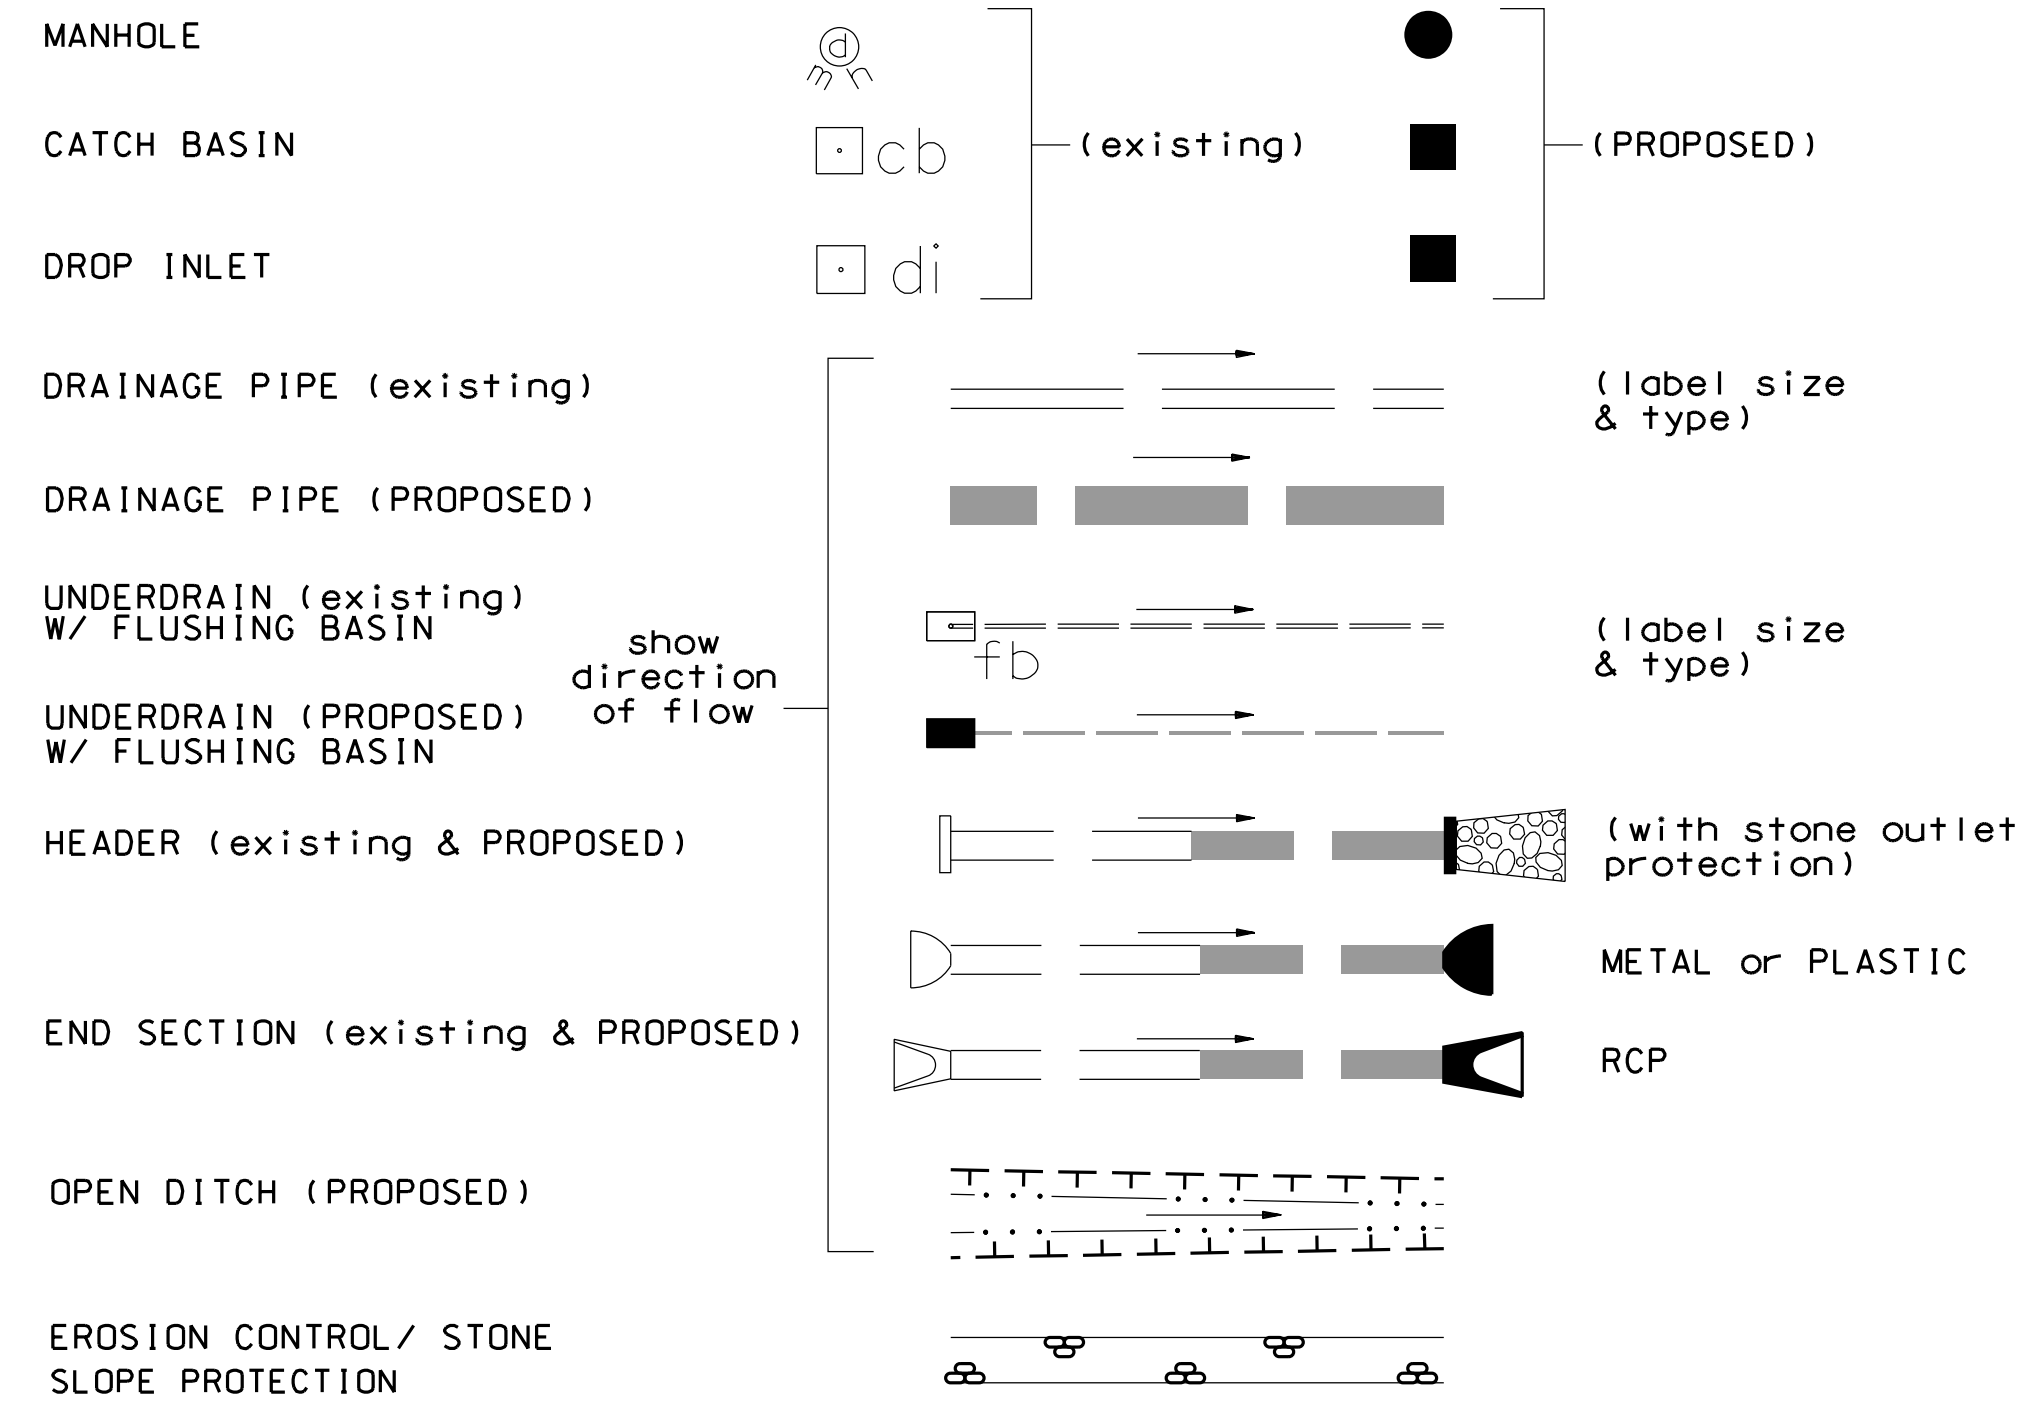 MANHOLE
d
mh
CATCH BASIN
cb
(existing)
(PROPOSED)
DROP INLET
di
DRAINAGE PIPE (existing)
(label size
& type)
DRAINAGE PIPE (PROPOSED)
UNDERDRAIN (existing)
W/ FLUSHING BASIN
fb
(label size
& type)
show
direction
of flow
UNDERDRAIN (PROPOSED)
W/ FLUSHING BASIN
HEADER (existing & PROPOSED)
(with stone outlet
protection)
METAL or PLASTIC
END SECTION (existing & PROPOSED)
RCP
OPEN DITCH (PROPOSED)
EROSION CONTROL/ STONE
SLOPE PROTECTION